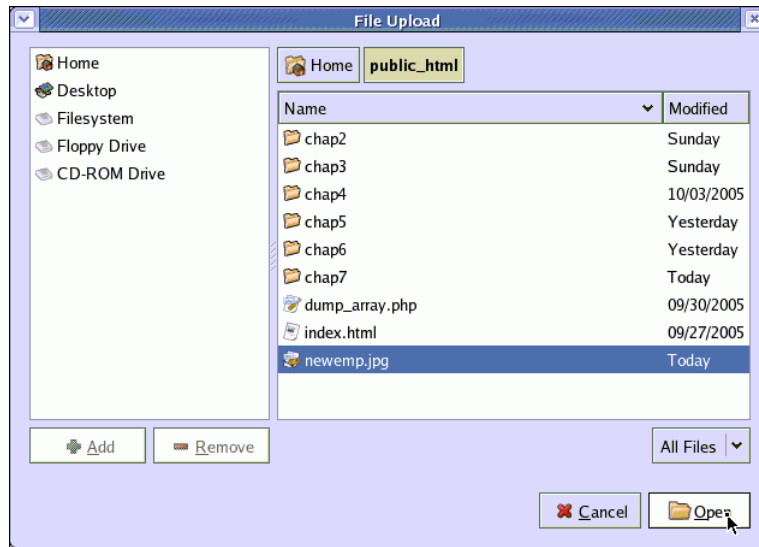 File Upload
Home
Desktop
Filesystem
Floppy Drive
CD-ROM Drive
Home public_html
Name Modified
chap2 Sunday
chap3 Sunday
chap4 10/03/2005
chap5 Yesterday
chap6 Yesterday
chap7 Today
dump_array.php 09/30/2005
index.html 09/27/2005
newemp.jpg Today
Add Remove
All Files
Cancel Open